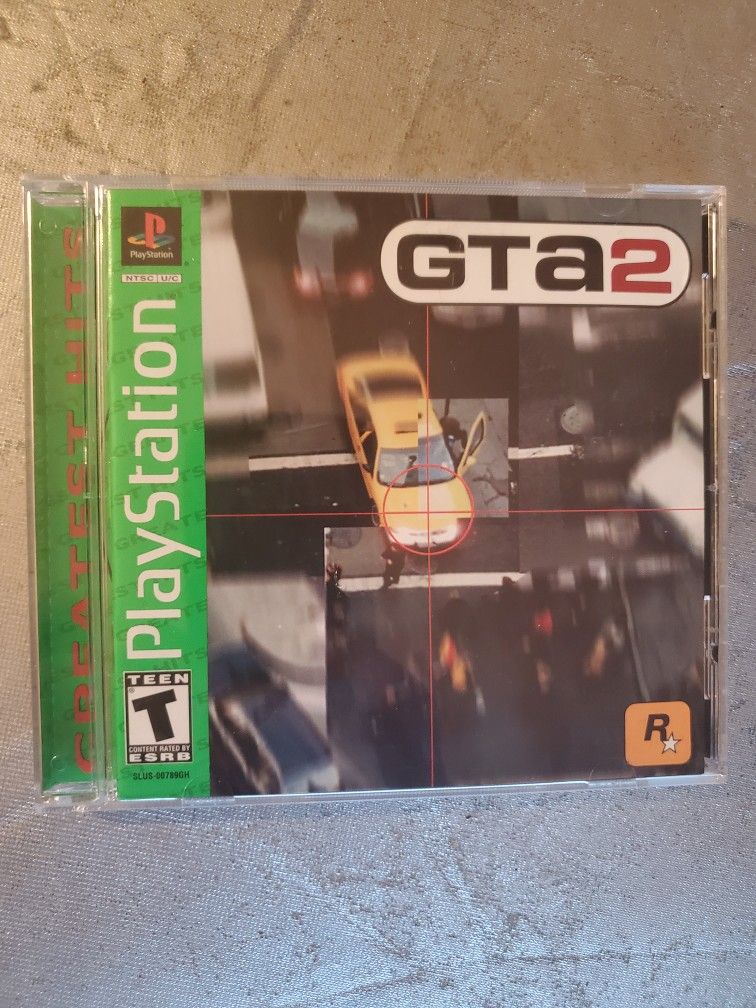 GREATEST HITS
PlayStation
NTSC U/C
PlayStation
GTA2
TEEN
T
CONTENT RATED BY
ESRB
SLUS-00789GH
R